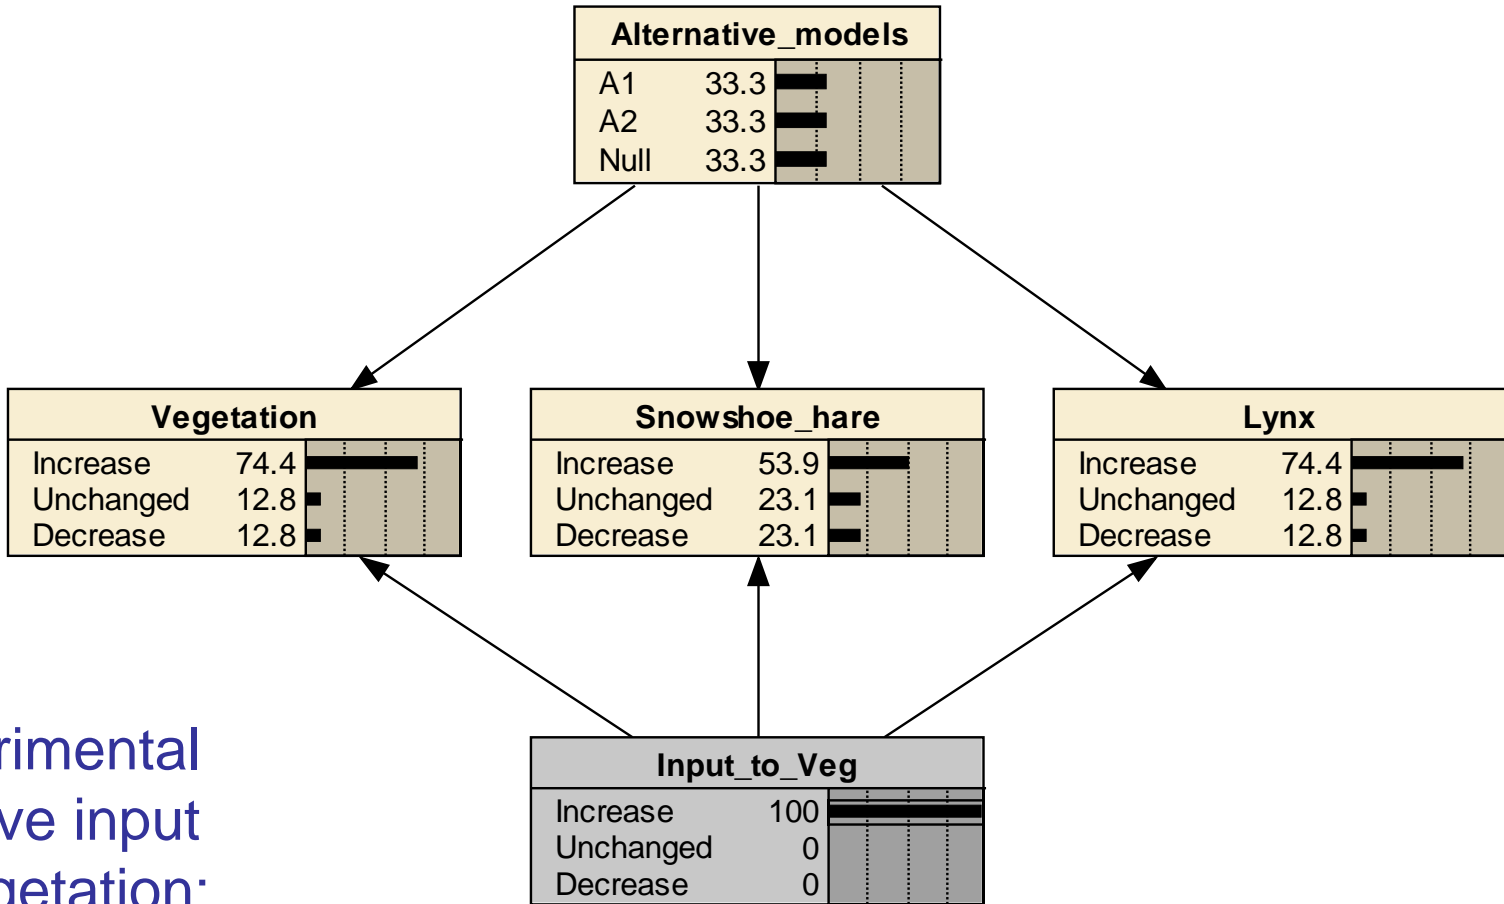 Alternative_models
A1 33.3
A2 33.3
Null 33.3
Vegetation
Increase 74.4
Unchanged 12.8
Decrease 12.8
Snowshoe_hare
Increase 53.9
Unchanged 23.1
Decrease 23.1
Lynx
Increase 74.4
Unchanged 12.8
Decrease 12.8
Input_to_Veg
Increase 100
Unchanged 0
Decrease 0
input